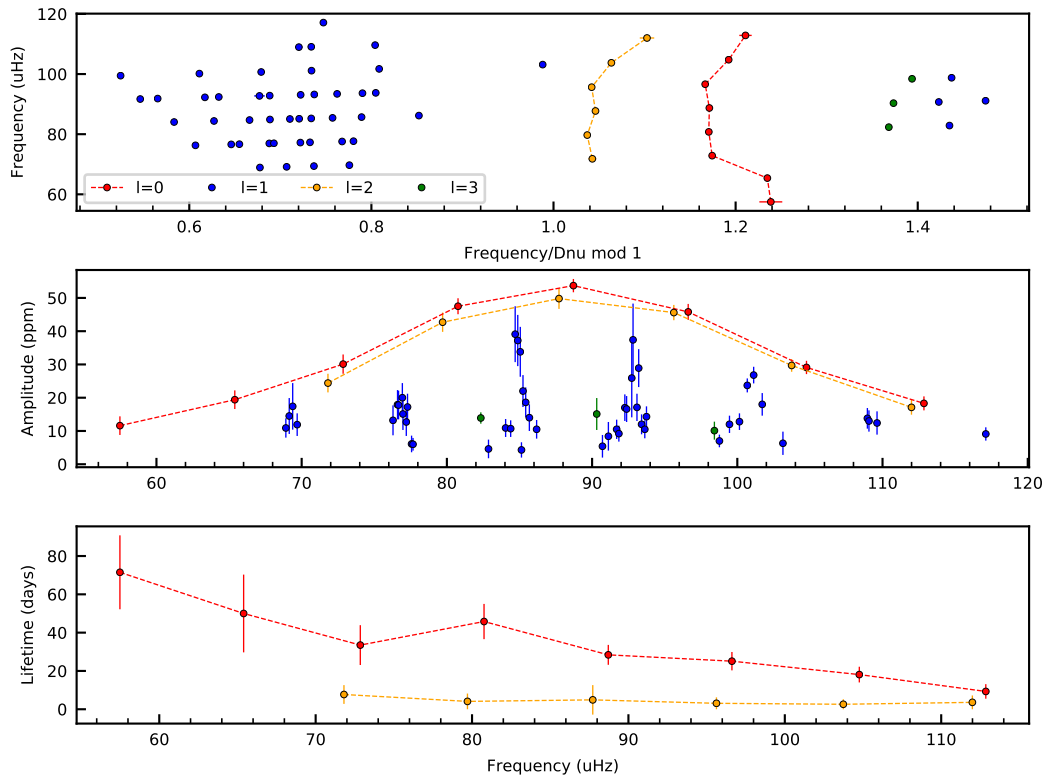 120
100
80
60
Frequency (uHz)
l=0 l=1 l=2 l=3
0.6 0.8 1.0 1.2 1.4
Frequency/Dnu mod 1
50
40
30
20
10
0
Amplitude (ppm)
60 70 80 90 100 110 120
80
60
40
20
0
Lifetime (days)
60 70 80 90 100 110
Frequency (uHz)